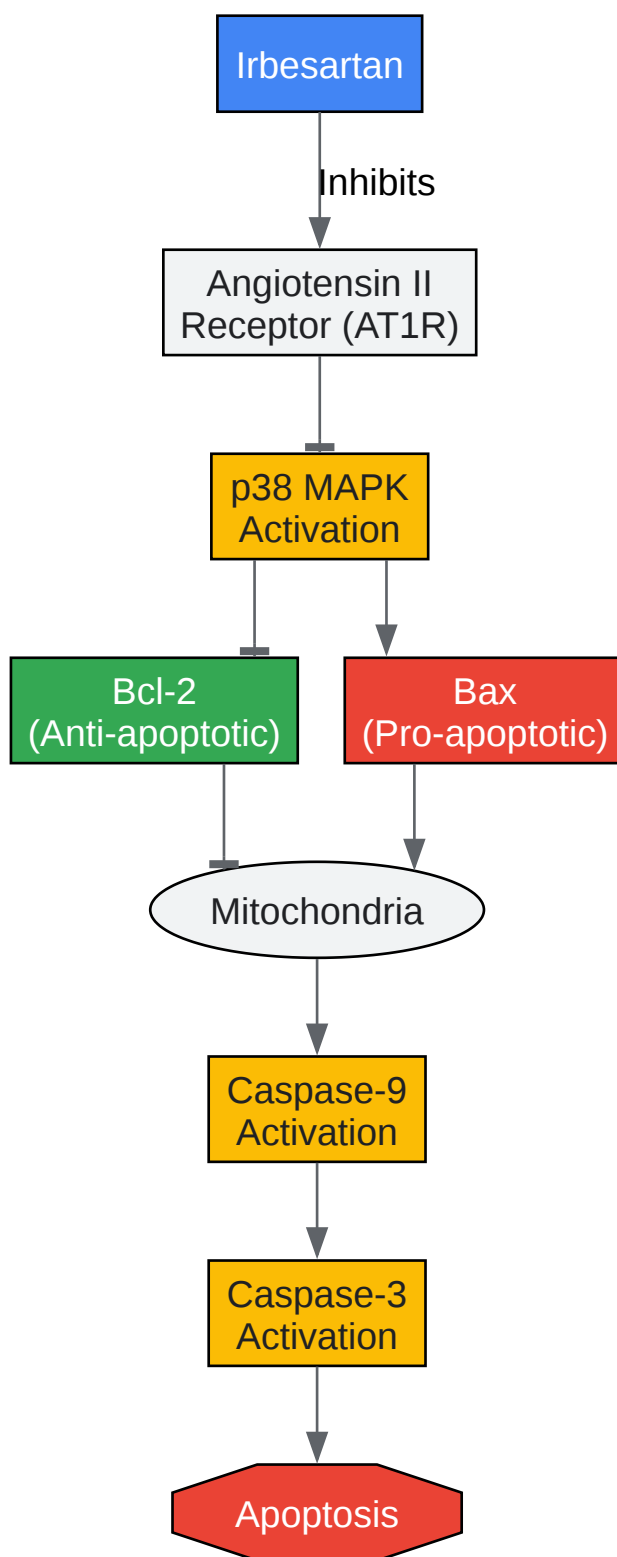 Irbesartan
Inhibits
Angiotensin II
Receptor (AT1R)
p38 MAPK
Activation
Bcl-2
(Anti-apoptotic)
Bax
(Pro-apoptotic)
Mitochondria
Caspase-9
Activation
Caspase-3
Activation
Apoptosis